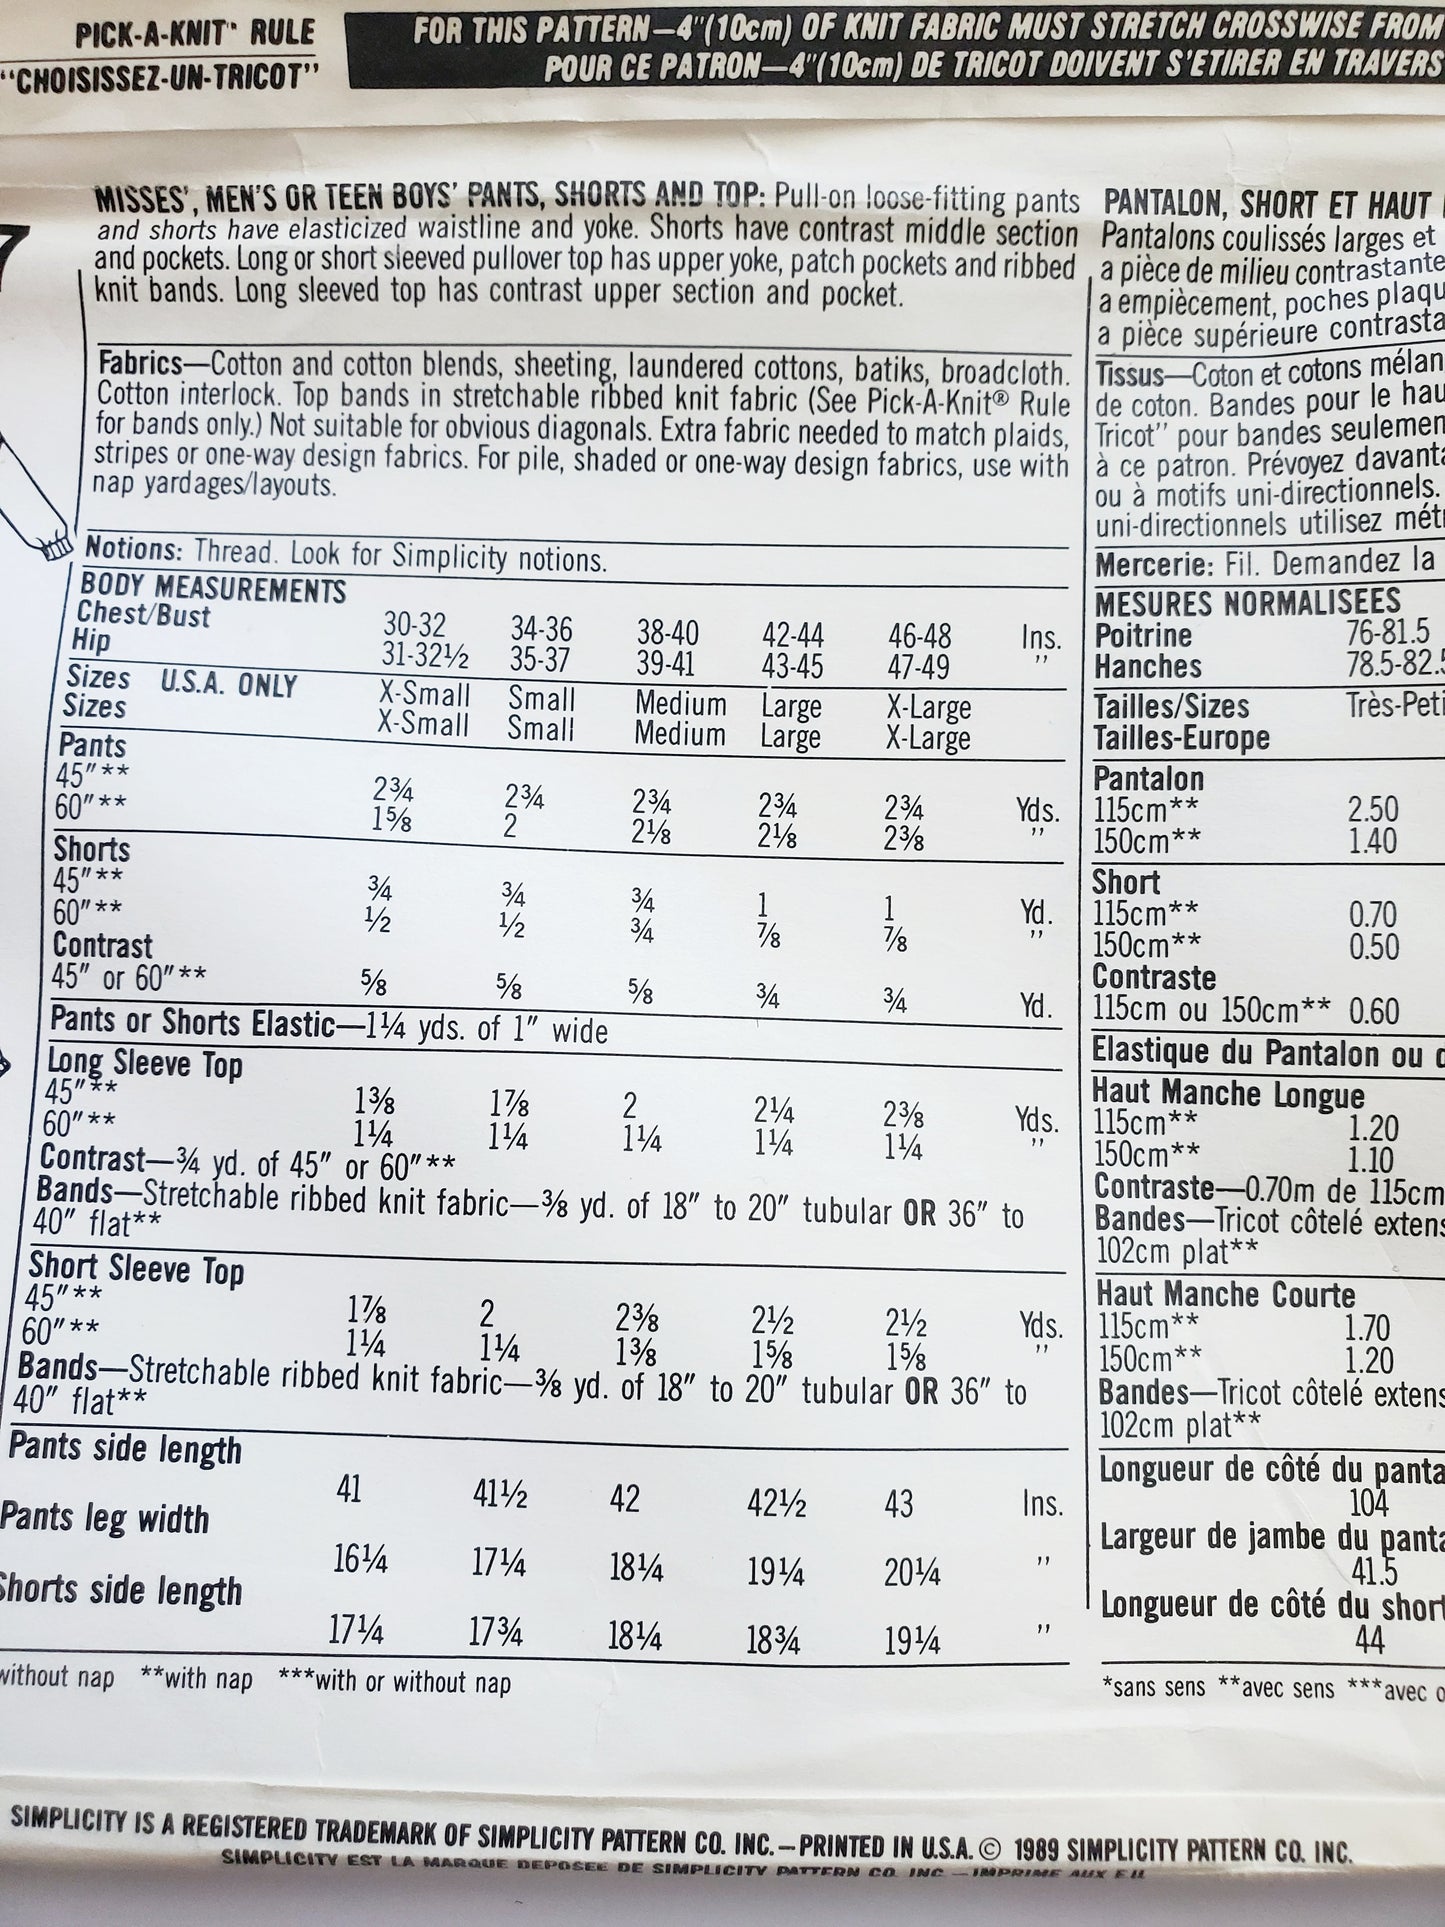 PICK-A-KNIT™ RULE
"CHOISISSEZ-UN-TRICOT"
FOR THIS PATTERN—4"(10cm) OF KNIT FABRIC MUST STRETCH CROSSWISE FROM
POUR CE PATRON—4"(10cm) DE TRICOT DOIVENT S'ETIRER EN TRAVERS
7
MISSES', MEN'S OR TEEN BOYS' PANTS, SHORTS AND TOP: Pull-on loose-fitting pants
and shorts have elasticized waistline and yoke. Shorts have contrast middle section
and pockets. Long or short sleeved pullover top has upper yoke, patch pockets and ribbed
knit bands. Long sleeved top has contrast upper section and pocket.
Fabrics—Cotton and cotton blends, sheeting, laundered cottons, batiks, broadcloth.
Cotton interlock. Top bands in stretchable ribbed knit fabric (See Pick-A-Knit® Rule
for bands only.) Not suitable for obvious diagonals. Extra fabric needed to match plaids,
stripes or one-way design fabrics. For pile, shaded or one-way design fabrics, use with
nap yardages/layouts.
Notions: Thread. Look for Simplicity notions.
BODY MEASUREMENTS
Chest/Bust 30-32 34-36 38-40 42-44 46-48 Ins.
Hip 31-32½ 35-37 39-41 43-45 47-49 "
Sizes U.S.A. ONLY X-Small Small Medium Large X-Large
Sizes X-Small Small Medium Large X-Large
Pants
45"** 2¾ 2¾ 2¾ 2¾ 2¾ Yds.
60"** 1⅝ 2 2⅛ 2⅛ 2⅜ "
Shorts
45"** ¾ ¾ ¾ 1 1 Yd.
60"** ½ ½ ¾ ⅞ ⅞ "
Contrast
45" or 60"** ⅝ ⅝ ⅝ ¾ ¾ Yd.
Pants or Shorts Elastic—1¼ yds. of 1" wide
Long Sleeve Top
45"** 1⅜ 1⅞ 2 2¼ 2⅜ Yds.
60"** 1¼ 1¼ 1¼ 1¼ 1¼ "
Contrast—¾ yd. of 45" or 60"**
Bands—Stretchable ribbed knit fabric—⅜ yd. of 18" to 20" tubular OR 36" to
40" flat**
Short Sleeve Top
45"** 1⅞ 2 2⅜ 2½ 2½ Yds.
60"** 1¼ 1¼ 1⅜ 1⅝ 1⅝ "
Bands—Stretchable ribbed knit fabric—⅜ yd. of 18" to 20" tubular OR 36" to
40" flat**
Pants side length
41 41½ 42 42½ 43 Ins.
Pants leg width
16¼ 17¼ 18¼ 19¼ 20¼ "
Shorts side length
17¼ 17¾ 18¼ 18¾ 19¼ "
without nap **with nap ***with or without nap
PANTALON, SHORT ET HAUT
Pantalons coulissés larges et
a pièce de milieu contrastante
a empiècement, poches plaqu
a pièce supérieure contrasta
Tissus—Coton et cotons mélan
de coton. Bandes pour le hau
Tricot" pour bandes seulemen
à ce patron. Prévoyez davanta
ou à motifs uni-directionnels.
uni-directionnels utilisez métr
Mercerie: Fil. Demandez la
MESURES NORMALISEES
Poitrine 76-81.5
Hanches 78.5-82.5
Tailles/Sizes Très-Peti
Tailles-Europe
Pantalon
115cm** 2.50
150cm** 1.40
Short
115cm** 0.70
150cm** 0.50
Contraste
115cm ou 150cm** 0.60
Elastique du Pantalon ou d
Haut Manche Longue
115cm** 1.20
150cm** 1.10
Contraste—0.70m de 115cm
Bandes—Tricot côtelé extens
102cm plat**
Haut Manche Courte
115cm** 1.70
150cm** 1.20
Bandes—Tricot côtelé extens
102cm plat**
Longueur de côté du panta
104
Largeur de jambe du panta
41.5
Longueur de côté du short
44
*sans sens **avec sens ***avec o
SIMPLICITY IS A REGISTERED TRADEMARK OF SIMPLICITY PATTERN CO. INC.—PRINTED IN U.S.A. © 1989 SIMPLICITY PATTERN CO. INC.
SIMPLICITY EST LA MARQUE DEPOSEE DE SIMPLICITY PATTERN CO. INC.—IMPRIME AUX E.U.